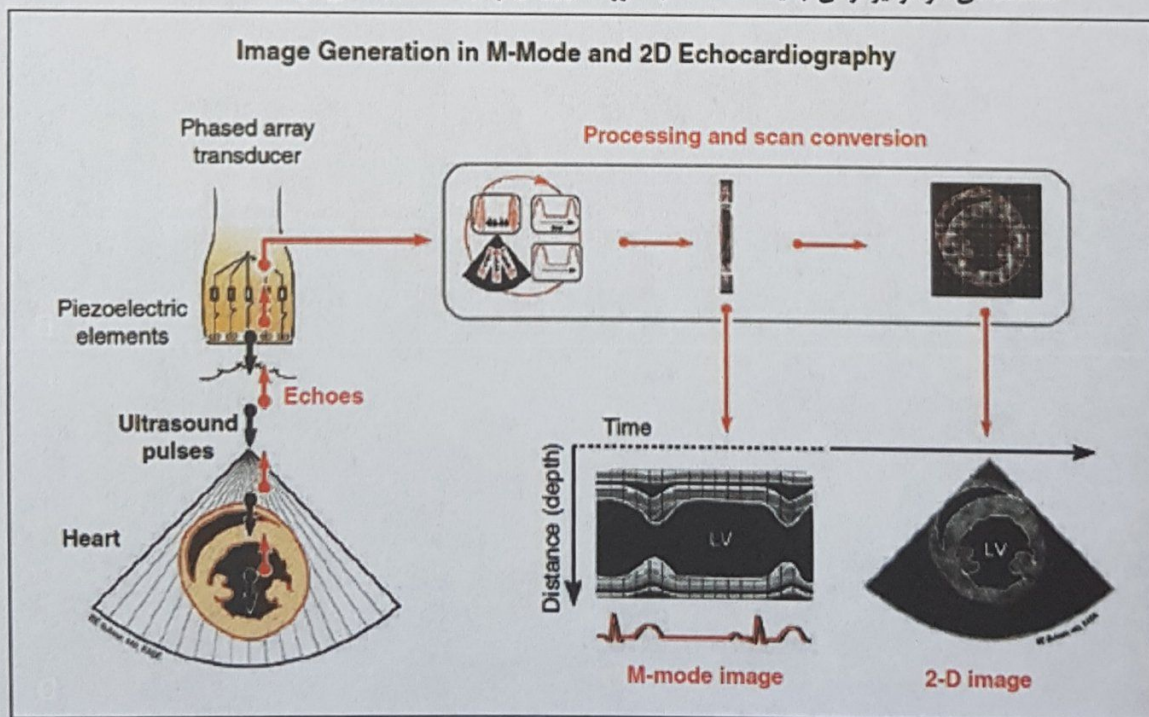 Image Generation in M-Mode and 2D Echocardiography
Phased array
transducer
Processing and scan conversion
Piezoelectric
elements
Echoes
Ultrasound
pulses
Heart
Time
Distance (depth)
LV
LV
M-mode image
2-D image